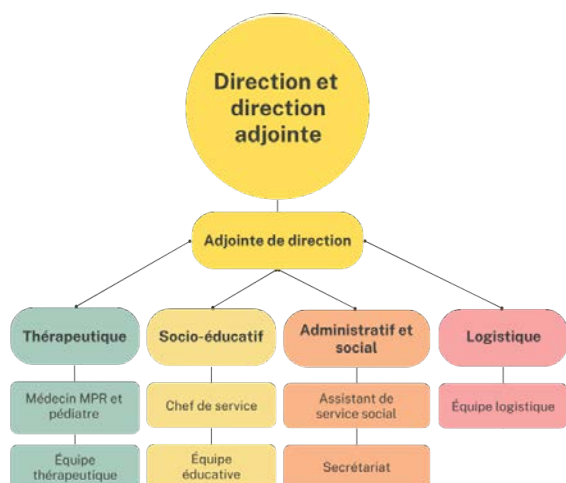 Direction et
direction
adjointe
Adjointe de direction
Thérapeutique
Socio-éducatif
Administratif et
social
Logistique
Médecin MPR et
pédiatre
Chef de service
Assistant de
service social
Équipe logistique
Équipe
thérapeutique
Équipe
éducative
Secrétariat